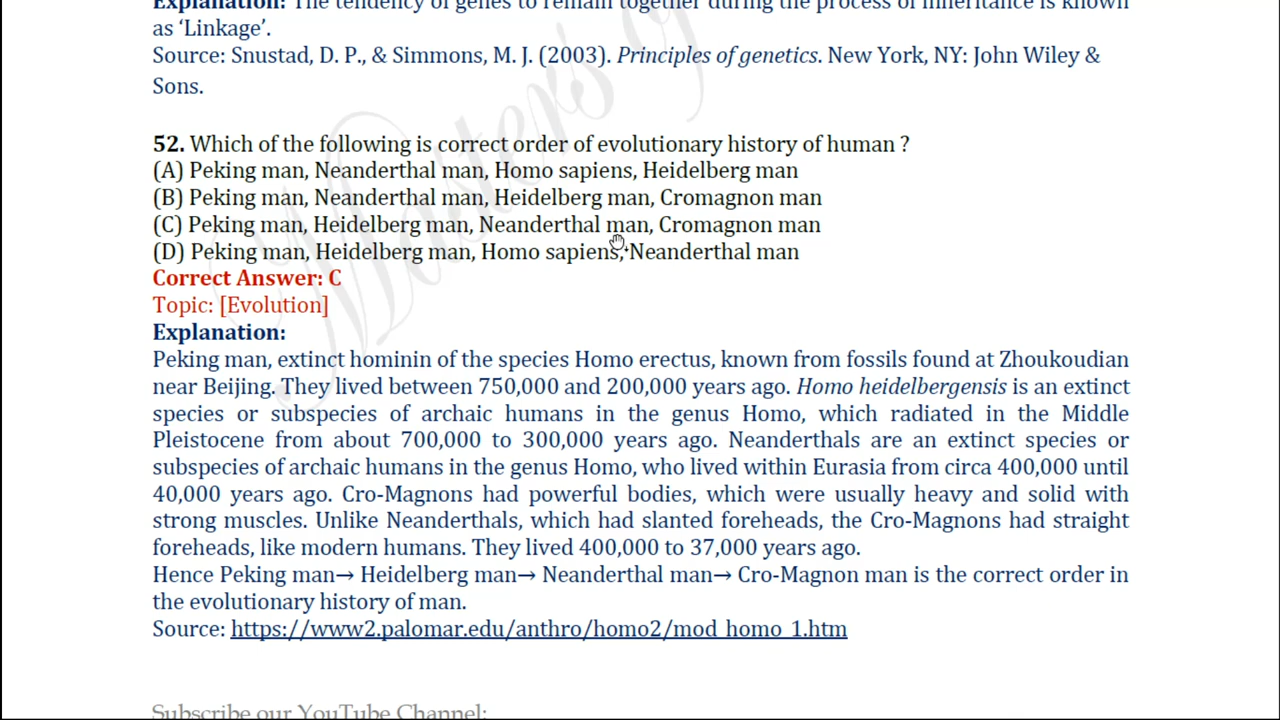 Explanation: The tendency of genes to remain together during the process of inheritance is known
as ‘Linkage’.
Source: Snustad, D. P., & Simmons, M. J. (2003). Principles of genetics. New York, NY: John Wiley &
Sons.
52. Which of the following is correct order of evolutionary history of human ?
(A) Peking man, Neanderthal man, Homo sapiens, Heidelberg man
(B) Peking man, Neanderthal man, Heidelberg man, Cromagnon man
(C) Peking man, Heidelberg man, Neanderthal man, Cromagnon man
(D) Peking man, Heidelberg man, Homo sapiens, Neanderthal man
Correct Answer: C
Topic: [Evolution]
Explanation:
Peking man, extinct hominin of the species Homo erectus, known from fossils found at Zhoukoudian
near Beijing. They lived between 750,000 and 200,000 years ago. Homo heidelbergensis is an extinct
species or subspecies of archaic humans in the genus Homo, which radiated in the Middle
Pleistocene from about 700,000 to 300,000 years ago. Neanderthals are an extinct species or
subspecies of archaic humans in the genus Homo, who lived within Eurasia from circa 400,000 until
40,000 years ago. Cro-Magnons had powerful bodies, which were usually heavy and solid with
strong muscles. Unlike Neanderthals, which had slanted foreheads, the Cro-Magnons had straight
foreheads, like modern humans. They lived 400,000 to 37,000 years ago.
Hence Peking man→ Heidelberg man→ Neanderthal man→ Cro-Magnon man is the correct order in
the evolutionary history of man.
Source: https://www2.palomar.edu/anthro/homo2/mod_homo_1.htm
Subscribe our YouTube Channel:
Master's of